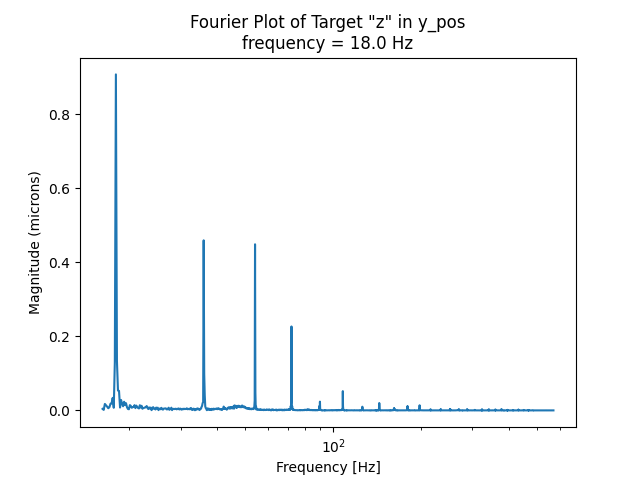 Fourier Plot of Target "z" in y_pos
frequency = 18.0 Hz
Magnitude (microns)
0.8
0.6
0.4
0.2
0.0
10²
Frequency [Hz]